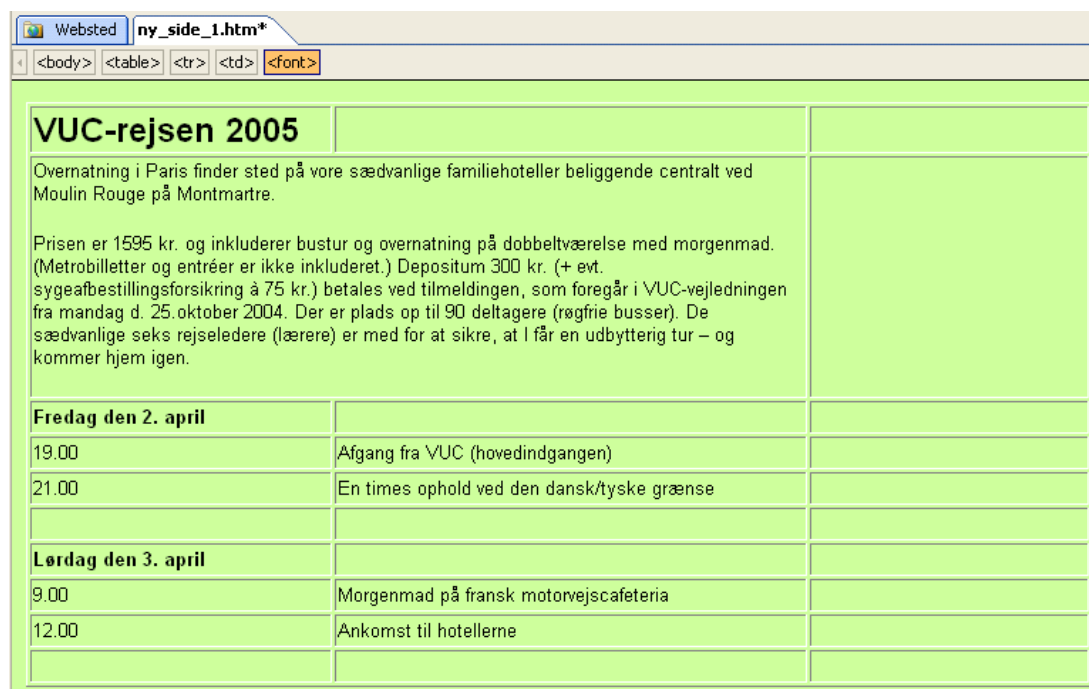 Websted ny_side_1.htm*
<body> <table> <tr> <td> <font>
VUC-rejsen 2005
Overnatning i Paris finder sted på vore sædvanlige familiehoteller beliggende centralt ved
Moulin Rouge på Montmartre.
Prisen er 1595 kr. og inkluderer bustur og overnatning på dobbeltværelse med morgenmad.
(Metrobilletter og entréer er ikke inkluderet.) Depositum 300 kr. (+ evt.
sygeafbestillingsforsikring à 75 kr.) betales ved tilmeldingen, som foregår i VUC-vejledningen
fra mandag d. 25.oktober 2004. Der er plads op til 90 deltagere (røgfrie busser). De
sædvanlige seks rejseledere (lærere) er med for at sikre, at I får en udbytterig tur – og
kommer hjem igen.
Fredag den 2. april
19.00 Afgang fra VUC (hovedindgangen)
21.00 En times ophold ved den dansk/tyske grænse
Lørdag den 3. april
9.00 Morgenmad på fransk motorvejscafeteria
12.00 Ankomst til hotellerne